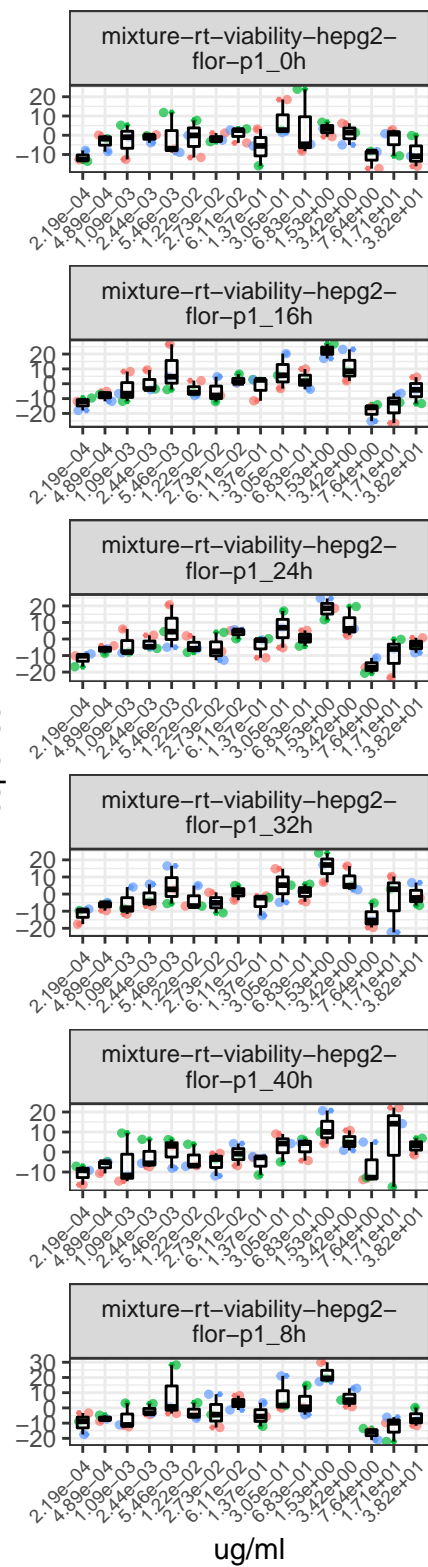 mixture−rt−viability−hepg2−
flor−p1_0h
20
10
0
−10
2.19e−04
4.89e−04
1.09e−03
2.44e−03
5.46e−03
1.22e−02
2.73e−02
6.11e−02
1.37e−01
3.05e−01
6.83e−01
1.53e+00
3.42e+00
7.64e+00
1.71e+01
3.82e+01
mixture−rt−viability−hepg2−
flor−p1_16h
20
10
0
−10
−20
2.19e−04
4.89e−04
1.09e−03
2.44e−03
5.46e−03
1.22e−02
2.73e−02
6.11e−02
1.37e−01
3.05e−01
6.83e−01
1.53e+00
3.42e+00
7.64e+00
1.71e+01
3.82e+01
mixture−rt−viability−hepg2−
flor−p1_24h
20
10
0
−10
−20
2.19e−04
4.89e−04
1.09e−03
2.44e−03
5.46e−03
1.22e−02
2.73e−02
6.11e−02
1.37e−01
3.05e−01
6.83e−01
1.53e+00
3.42e+00
7.64e+00
1.71e+01
3.82e+01
mixture−rt−viability−hepg2−
flor−p1_32h
20
10
0
−10
−20
2.19e−04
4.89e−04
1.09e−03
2.44e−03
5.46e−03
1.22e−02
2.73e−02
6.11e−02
1.37e−01
3.05e−01
6.83e−01
1.53e+00
3.42e+00
7.64e+00
1.71e+01
3.82e+01
mixture−rt−viability−hepg2−
flor−p1_40h
20
10
0
−10
2.19e−04
4.89e−04
1.09e−03
2.44e−03
5.46e−03
1.22e−02
2.73e−02
6.11e−02
1.37e−01
3.05e−01
6.83e−01
1.53e+00
3.42e+00
7.64e+00
1.71e+01
3.82e+01
mixture−rt−viability−hepg2−
flor−p1_8h
30
20
10
0
−10
−20
2.19e−04
4.89e−04
1.09e−03
2.44e−03
5.46e−03
1.22e−02
2.73e−02
6.11e−02
1.37e−01
3.05e−01
6.83e−01
1.53e+00
3.42e+00
7.64e+00
1.71e+01
3.82e+01
ug/ml